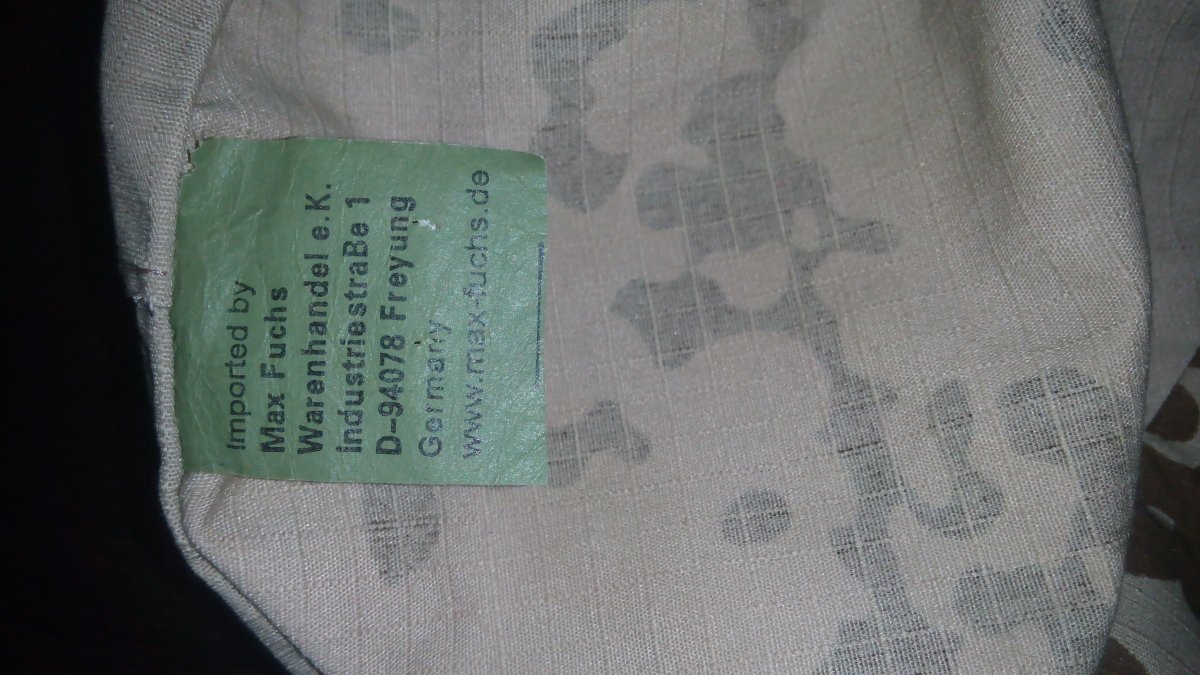 Imported by
Max Fuchs
Warenhandel e.K.
Industriestraße 1
D-94078 Freyung
Germany
www.max-fuchs.de